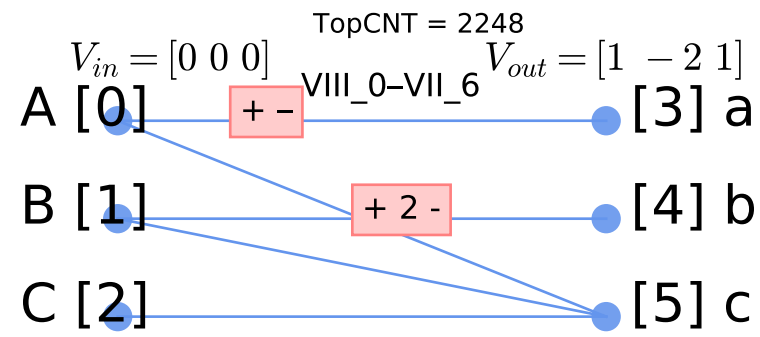 TopCNT = 2248
V_in = [0 0 0] V_out = [1 −2 1]
VIII_0–VII_6
A [0] + – [3] a
B [1] + 2 - [4] b
C [2] [5] c